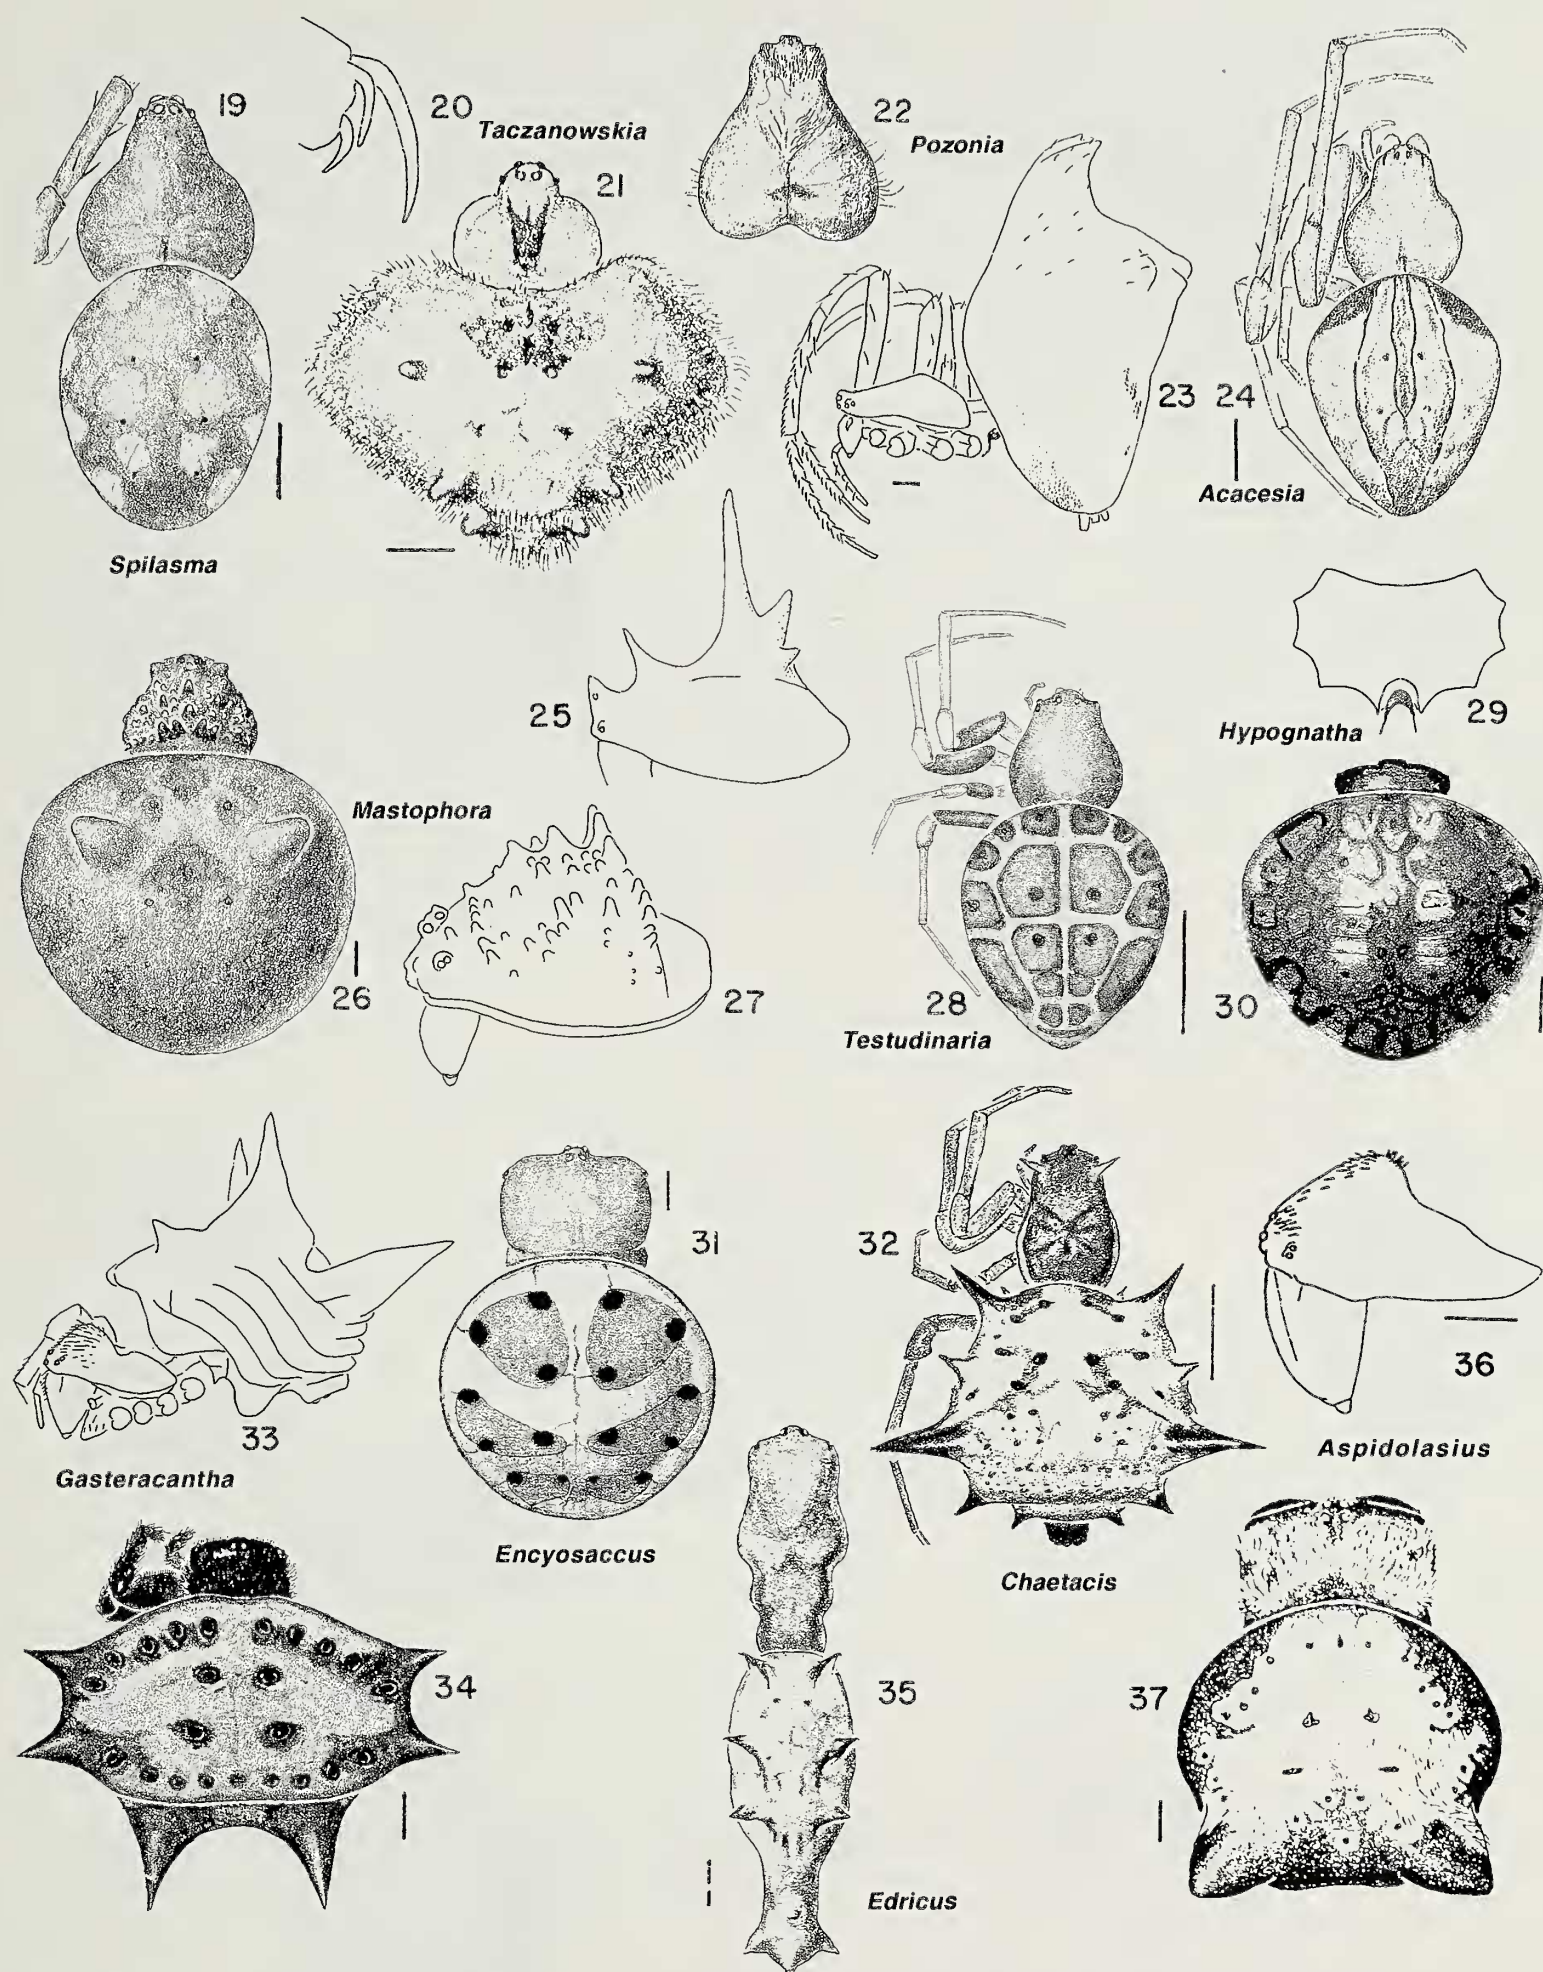 19
20
Taczanowskia
21
22
Pozonia
23
24
Acacesia
Spilasma
25
29
Hypognatha
Mastophora
26
27
28
Testudinaria
30
31
32
33
Gasteracantha
36
Aspidolasius
Encyosaccus
Chaetacis
34
35
37
Edricus